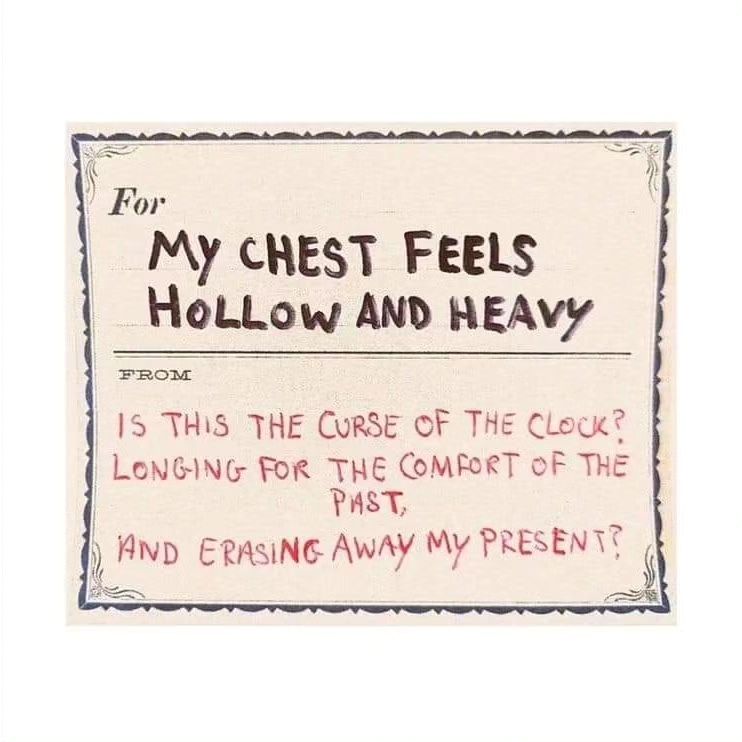 For
MY CHEST FEELS
HOLLOW AND HEAVY
FROM
IS THIS THE CURSE OF THE CLOCK?
LONGING FOR THE COMFORT OF THE
PAST,
AND ERASING AWAY MY PRESENT?